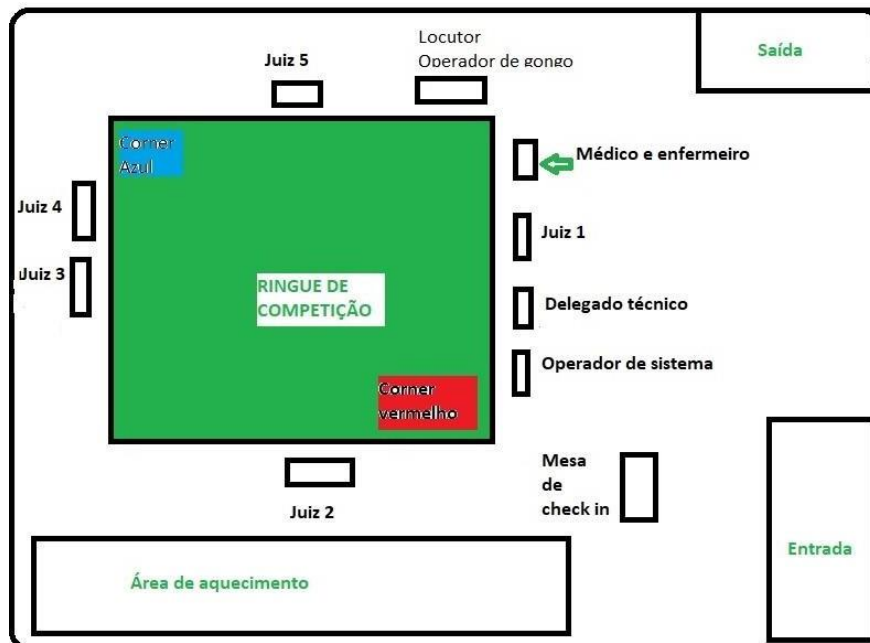 Locutor
Operador de gongo
Saída
Juiz 5
Corner
Azul
Médico e enfermeiro
Juiz 4
Juiz 1
Juiz 3
RINGUE DE
COMPETIÇÃO
Delegado técnico
Operador de sistema
Corner
vermelho
Mesa
de
check in
Juiz 2
Entrada
Área de aquecimento